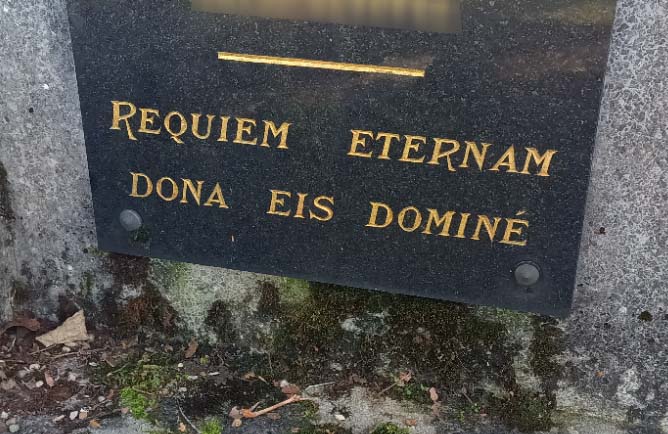 REQUIEM ETERNAM
DONA EIS DOMINÉ